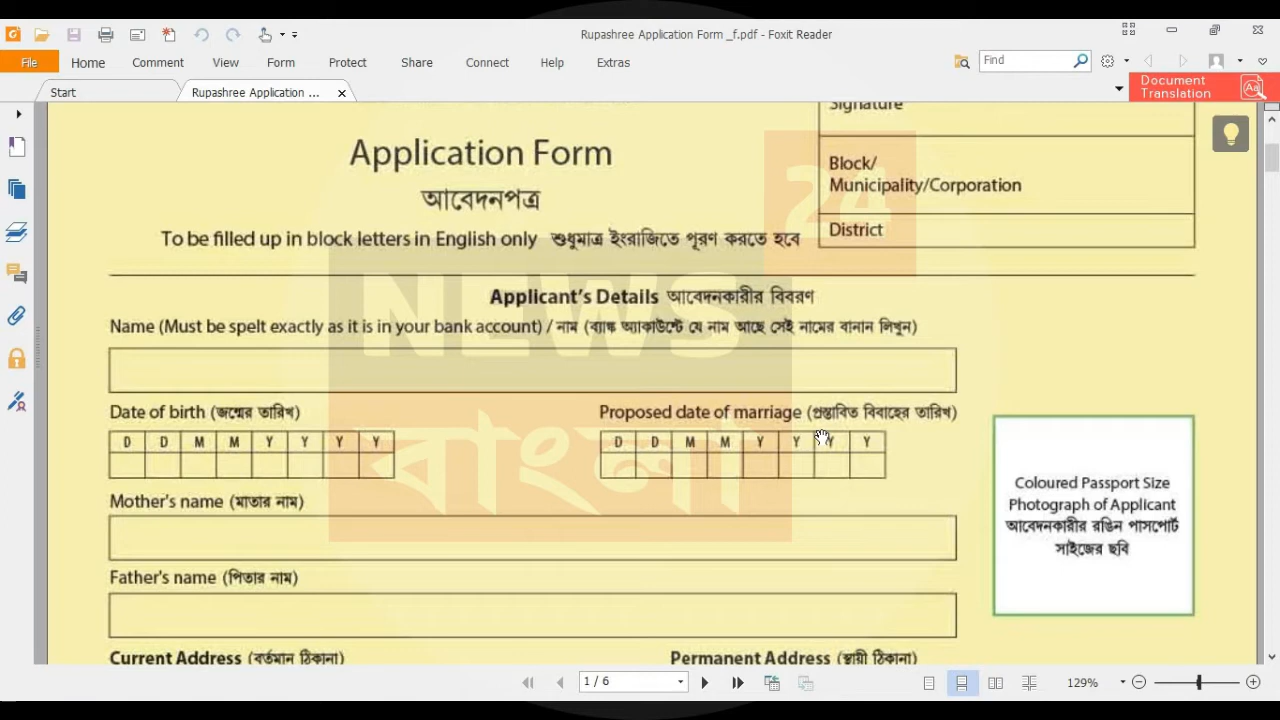 Rupashree Application Form _f.pdf - Foxit Reader
File Home Comment View Form Protect Share Connect Help Extras
Find
Start Rupashree Application ...
Document
Translation
Signature
Application Form
Block/
Municipality/Corporation
আবেদনপত্র
District
To be filled up in block letters in English only শুধুমাত্র ইংরাজিতে পূরণ করতে হবে
24
NEWS
বাংলা
Applicant's Details আবেদনকারীর বিবরণ
Name (Must be spelt exactly as it is in your bank account) / নাম (ব্যাঙ্ক অ্যাকাউন্টে যে নাম আছে সেই নামের বানান লিখুন)
Date of birth (জন্মের তারিখ) Proposed date of marriage (প্রস্তাবিত বিবাহের তারিখ)
D D M M Y Y Y Y D D M M Y Y Y Y
Coloured Passport Size
Photograph of Applicant
আবেদনকারীর রঙিন পাসপোর্ট
সাইজের ছবি
Mother's name (মাতার নাম)
Father's name (পিতার নাম)
Current Address (বর্তমান ঠিকানা) Permanent Address (স্থায়ী ঠিকানা)
1 / 6
129%